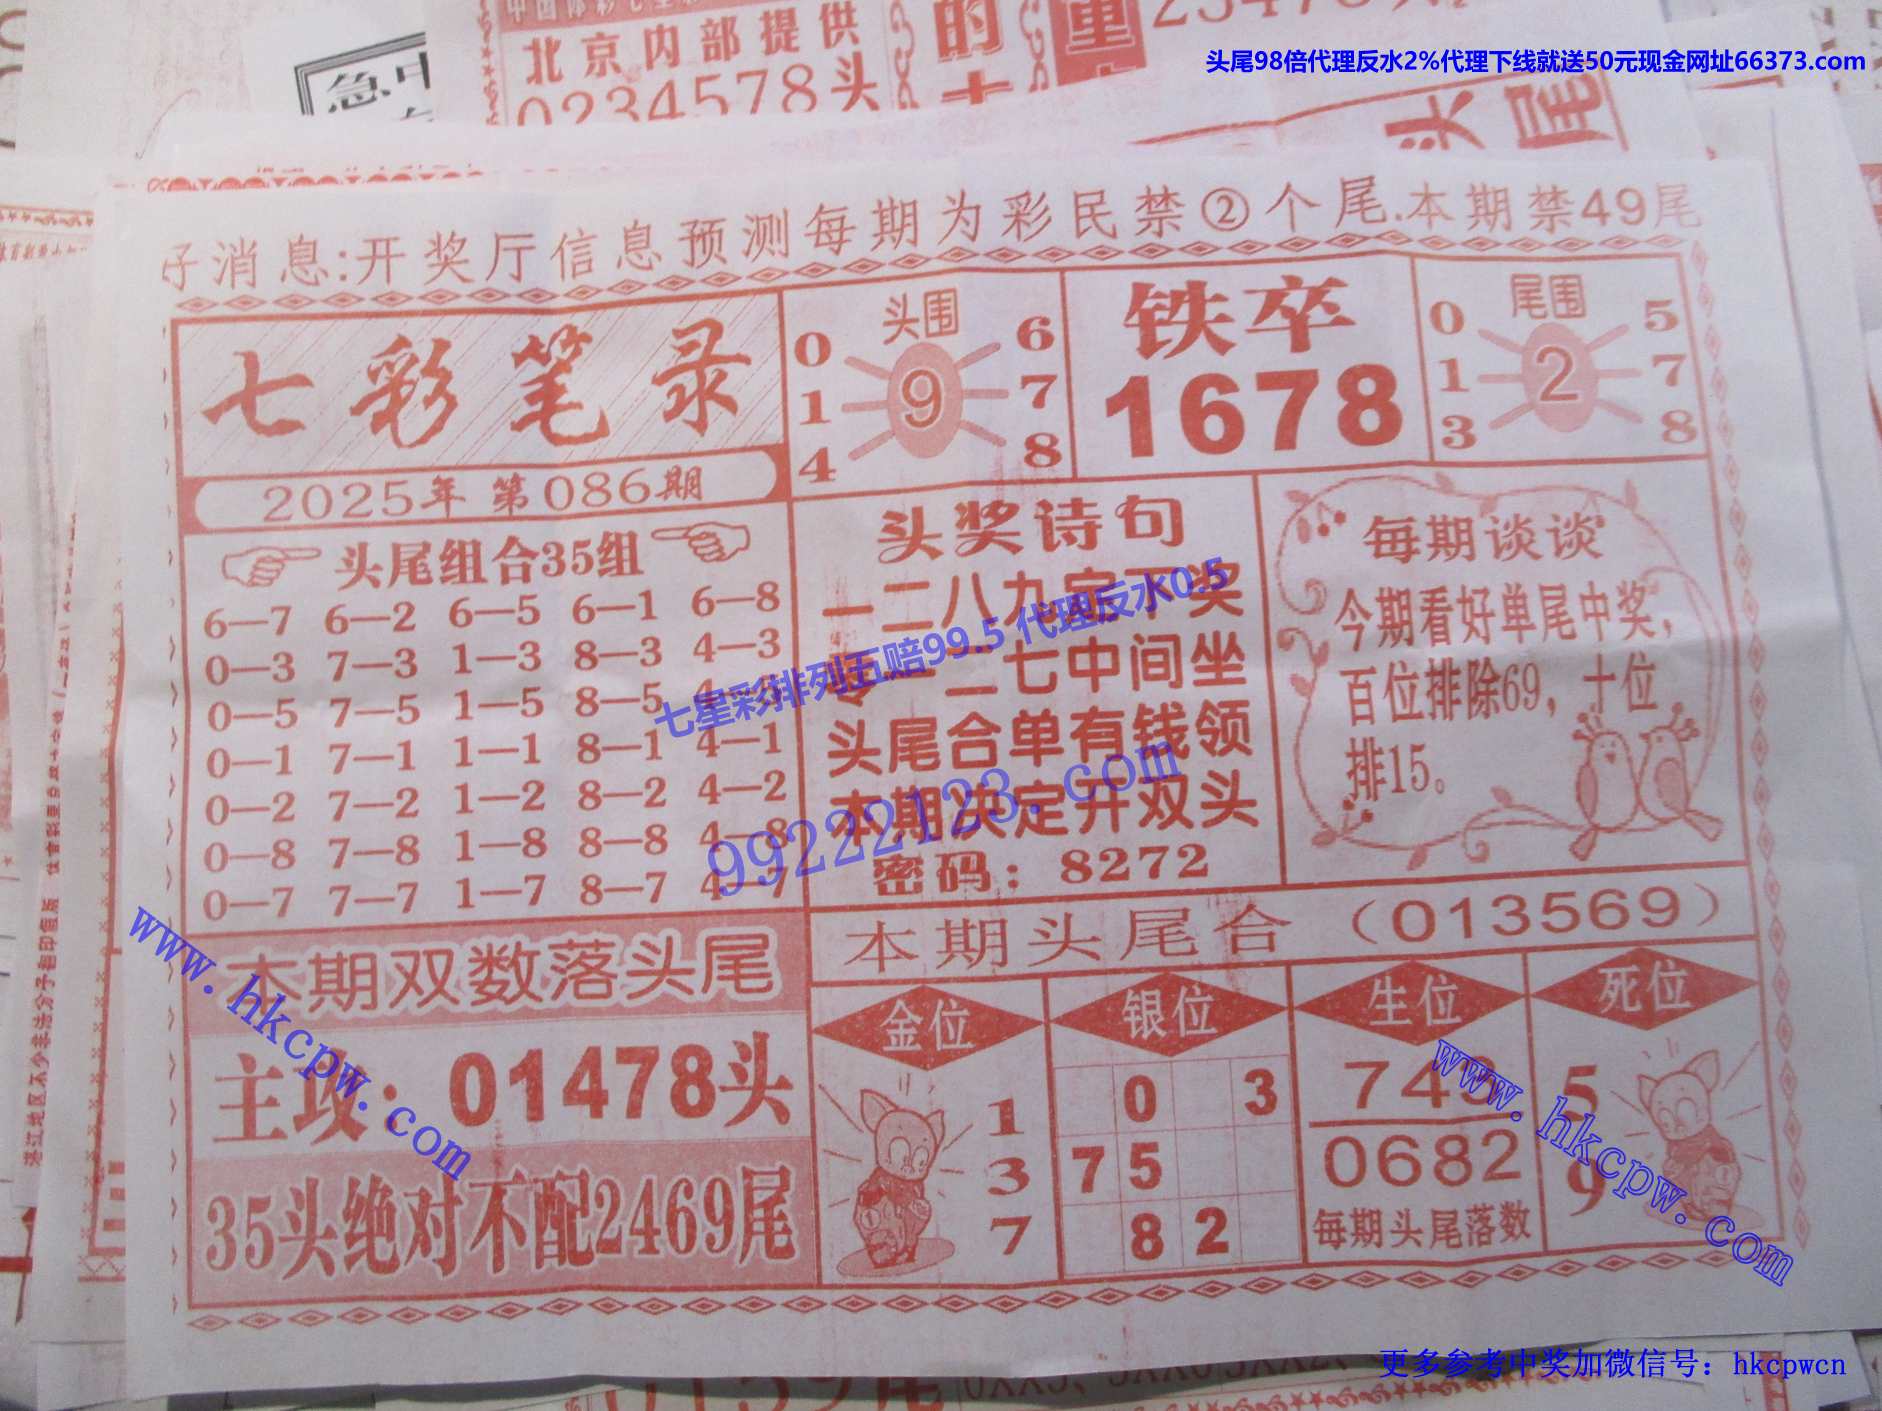 北京内部提供
0234578头
头尾98倍代理反水2%代理下线就送50元现金网址66373.com
头尾
好消息:开奖厅信息预测每期为彩民禁②个尾.本期禁49尾
七彩笔录
2025年 第086期
头尾组合35组
6—7 6—2 6—5 6—1 6—8
0—3 7—3 1—3 8—3 4—3
0—5 7—5 1—5 8—5 4—5
0—1 7—1 1—1 8—1 4—1
0—2 7—2 1—2 8—2 4—2
0—8 7—8 1—8 8—8 4—8
0—7 7—7 1—7 8—7 4—7
本期双数落头尾
主攻:01478头
35头绝对不配2469尾
头围
0 6
1 9 7
4 8
铁卒
1678
尾围
0 5
1 2 7
3 8
头奖诗句
一二八九定下奖
二七中间坐
头尾合单有钱领
本期决定开双头
密码:8272
每期谈谈
今期看好单尾中奖,
百位排除69,十位
排15。
本期头尾合(013569)
金位
1
3
7
银位
0 3
7 5
8 2
生位
749
0682
每期头尾落数
死位
5
9
七星彩排列五赔99.5 代理反水0.5
99222123.com
www.hkcpw.com
www.hkcpw.com
更多参考中奖加微信号:hkcpwcn